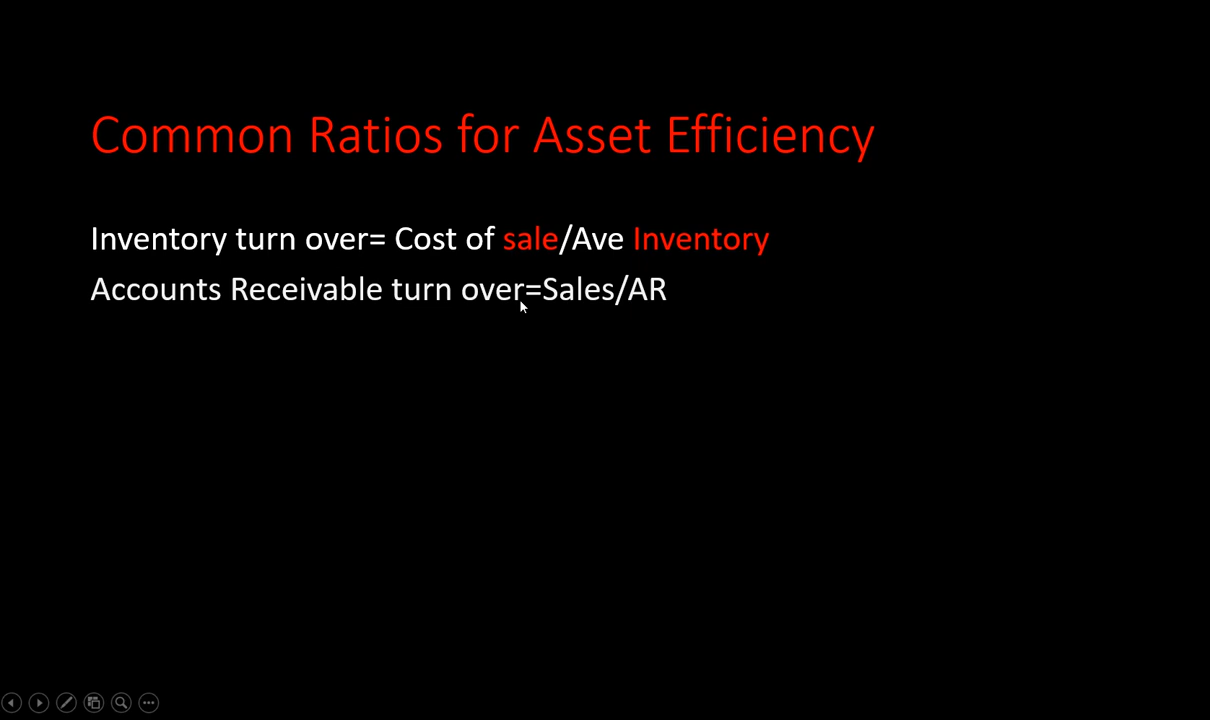 Common Ratios for Asset Efficiency
Inventory turn over= Cost of sale/Ave Inventory
Accounts Receivable turn over=Sales/AR